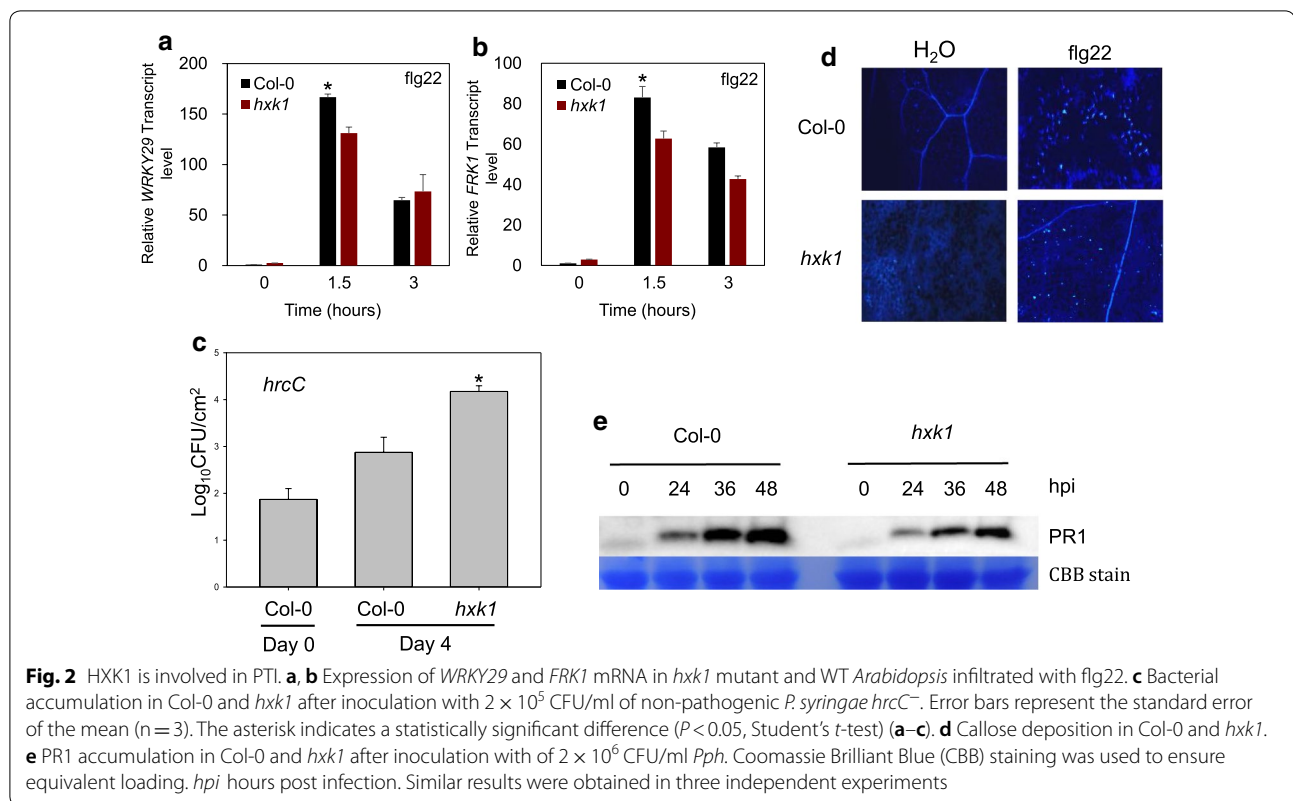 a
200
150
100
50
0
Relative WRKY29 Transcript
level
Col-0
hxk1
flg22
*
0 1.5 3
Time (hours)
b
100
80
60
40
20
0
Relative FRK1 Transcript
level
Col-0
hxk1
flg22
*
0 1.5 3
Time (hours)
d
H₂O flg22
Col-0
hxk1
c
5
4
3
2
1
0
Log₁₀CFU/cm²
hrcC
*
Col-0 Col-0 hxk1
Day 0 Day 4
e
Col-0 hxk1
0 24 36 48 0 24 36 48 hpi
PR1
CBB stain
Fig. 2 HXK1 is involved in PTI. a, b Expression of WRKY29 and FRK1 mRNA in hxk1 mutant and WT Arabidopsis infiltrated with flg22. c Bacterial
accumulation in Col-0 and hxk1 after inoculation with 2 × 10⁵ CFU/ml of non-pathogenic P. syringae hrcC⁻. Error bars represent the standard error
of the mean (n = 3). The asterisk indicates a statistically significant difference (P < 0.05, Student's t-test) (a–c). d Callose deposition in Col-0 and hxk1.
e PR1 accumulation in Col-0 and hxk1 after inoculation with of 2 × 10⁶ CFU/ml Pph. Coomassie Brilliant Blue (CBB) staining was used to ensure
equivalent loading. hpi hours post infection. Similar results were obtained in three independent experiments